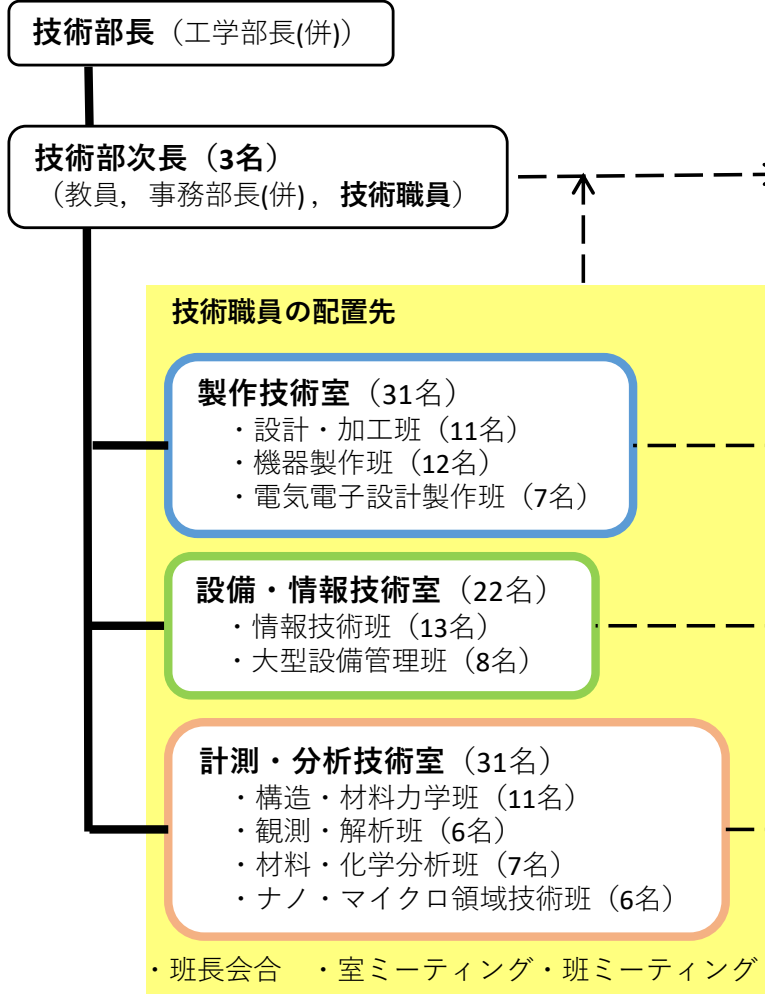 技術部長（工学部長(併)）
技術部次長（3名）
（教員，事務部長(併)，技術職員）
技術職員の配置先
製作技術室（31名）
・設計・加工班（11名）
・機器製作班（12名）
・電気電子設計製作班（7名）
設備・情報技術室（22名）
・情報技術班（13名）
・大型設備管理班（8名）
計測・分析技術室（31名）
・構造・材料力学班（11名）
・観測・解析班（6名）
・材料・化学分析班（7名）
・ナノ・マイクロ領域技術班（6名）
・班長会合　・室ミーティング・班ミーティング